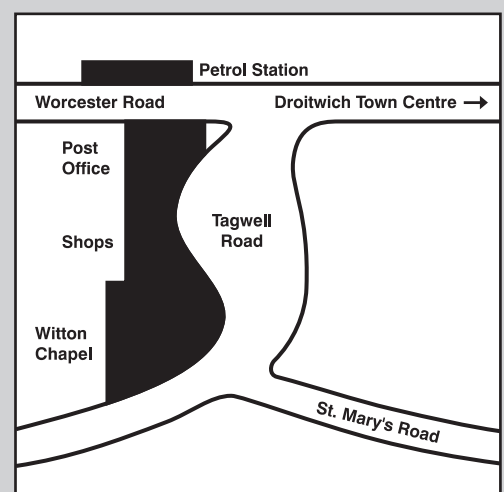 Petrol Station
Worcester Road
Droitwich Town Centre →
Post
Office
Tagwell
Road
Shops
Witton
Chapel
St. Mary's Road